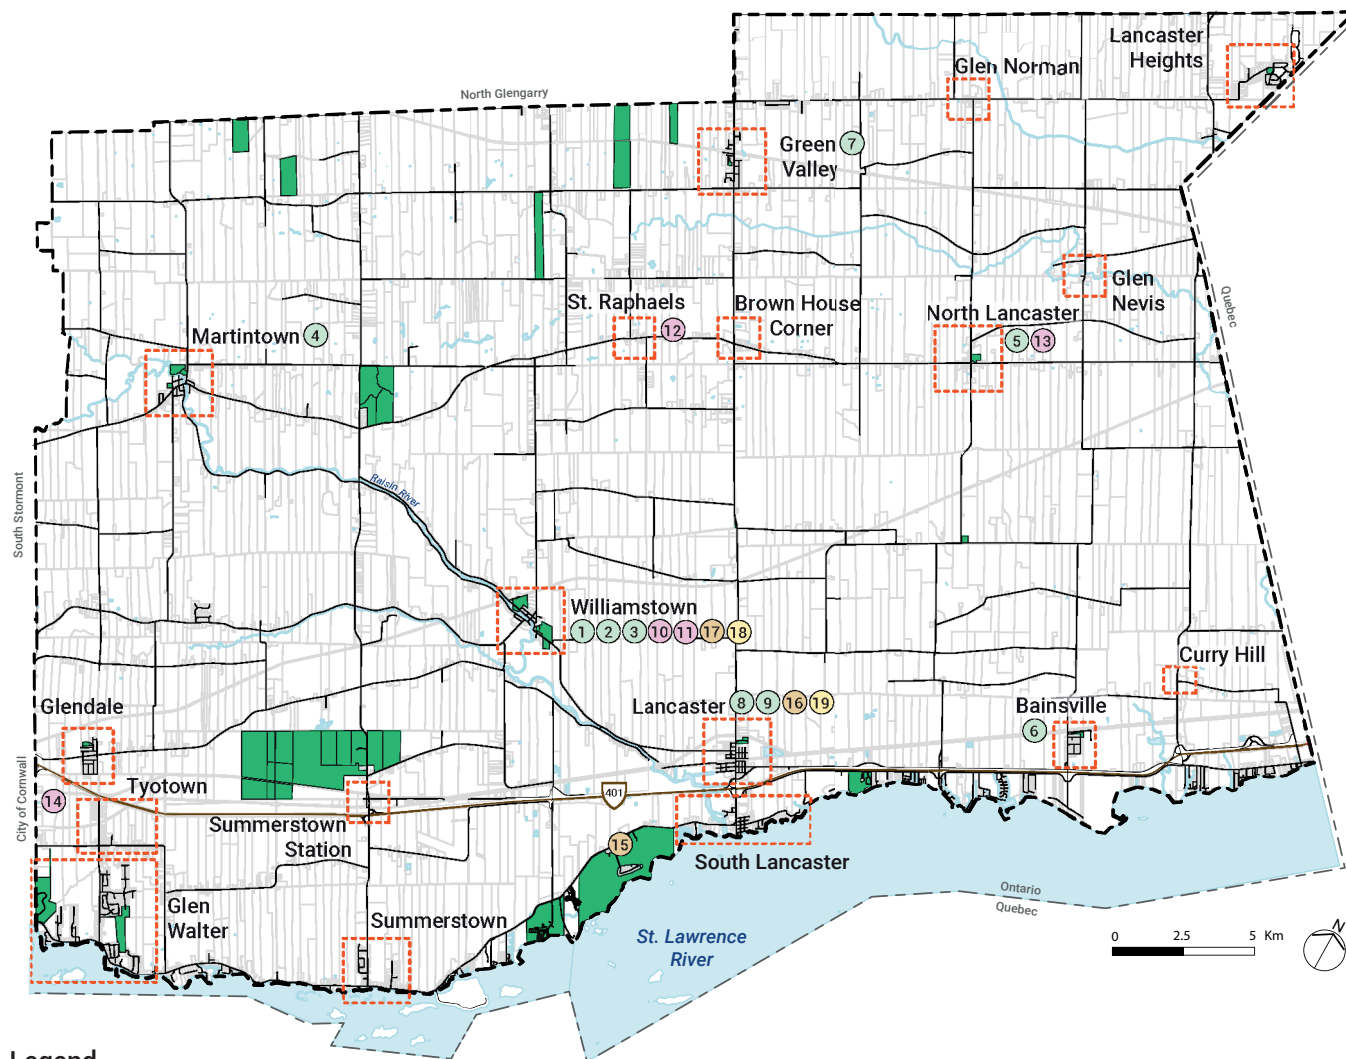 Lancaster
Heights
Glen Norman
North Glengarry
Green
Valley
7
Glen
Nevis
Quebec
St. Raphaels
12
Brown House
Corner
North Lancaster
5 13
Martintown 4
South Stormont
Raisin River
Williamstown
1 2 3 10 11 17 18
Curry Hill
Glendale
Lancaster 8 9 16 19
Bainsville
6
City of Cornwall
14
Tyotown
401
Summerstown
Station
15
South Lancaster
Glen
Walter
Summerstown
Ontario
Quebec
St. Lawrence
River
0 2.5 5 Km
N
Legend